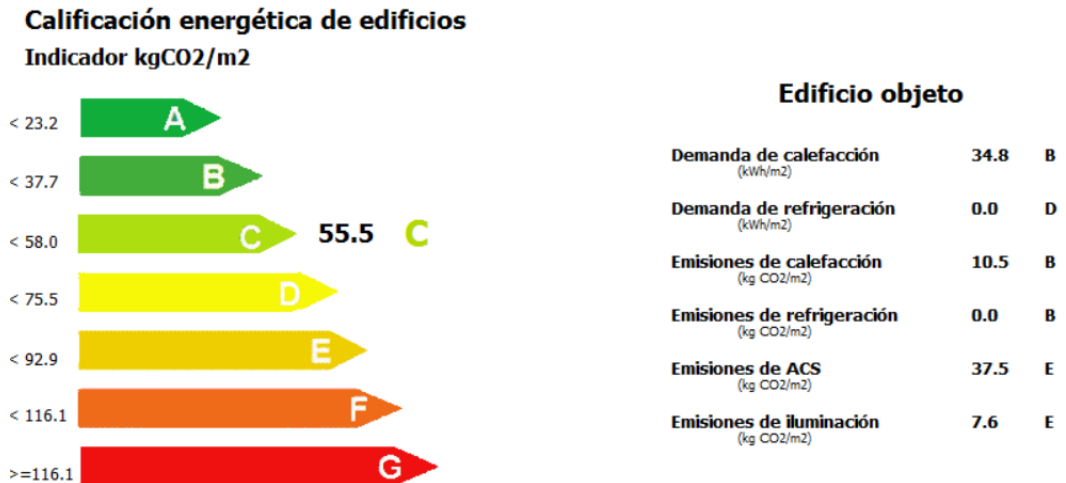 Calificación energética de edificios
Indicador kgCO2/m2
< 23.2 A
< 37.7 B
< 58.0 C 55.5 C
< 75.5 D
< 92.9 E
< 116.1 F
>=116.1 G
Edificio objeto
Demanda de calefacción 34.8 B
(kWh/m2)
Demanda de refrigeración 0.0 D
(kWh/m2)
Emisiones de calefacción 10.5 B
(kg CO2/m2)
Emisiones de refrigeración 0.0 B
(kg CO2/m2)
Emisiones de ACS 37.5 E
(kg CO2/m2)
Emisiones de iluminación 7.6 E
(kg CO2/m2)